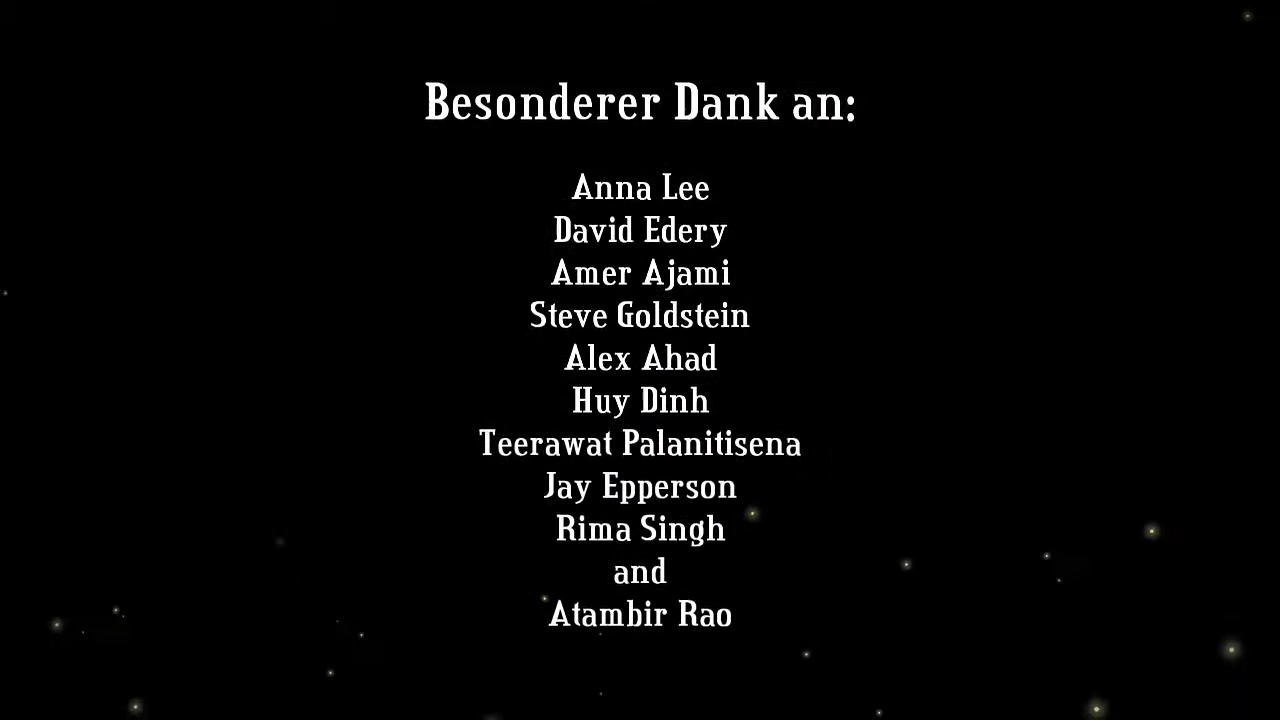 Besonderer Dank an:
Anna Lee
David Edery
Amer Ajami
Steve Goldstein
Alex Ahad
Huy Dinh
Teerawat Palanitisena
Jay Epperson
Rima Singh
and
Atambir Rao